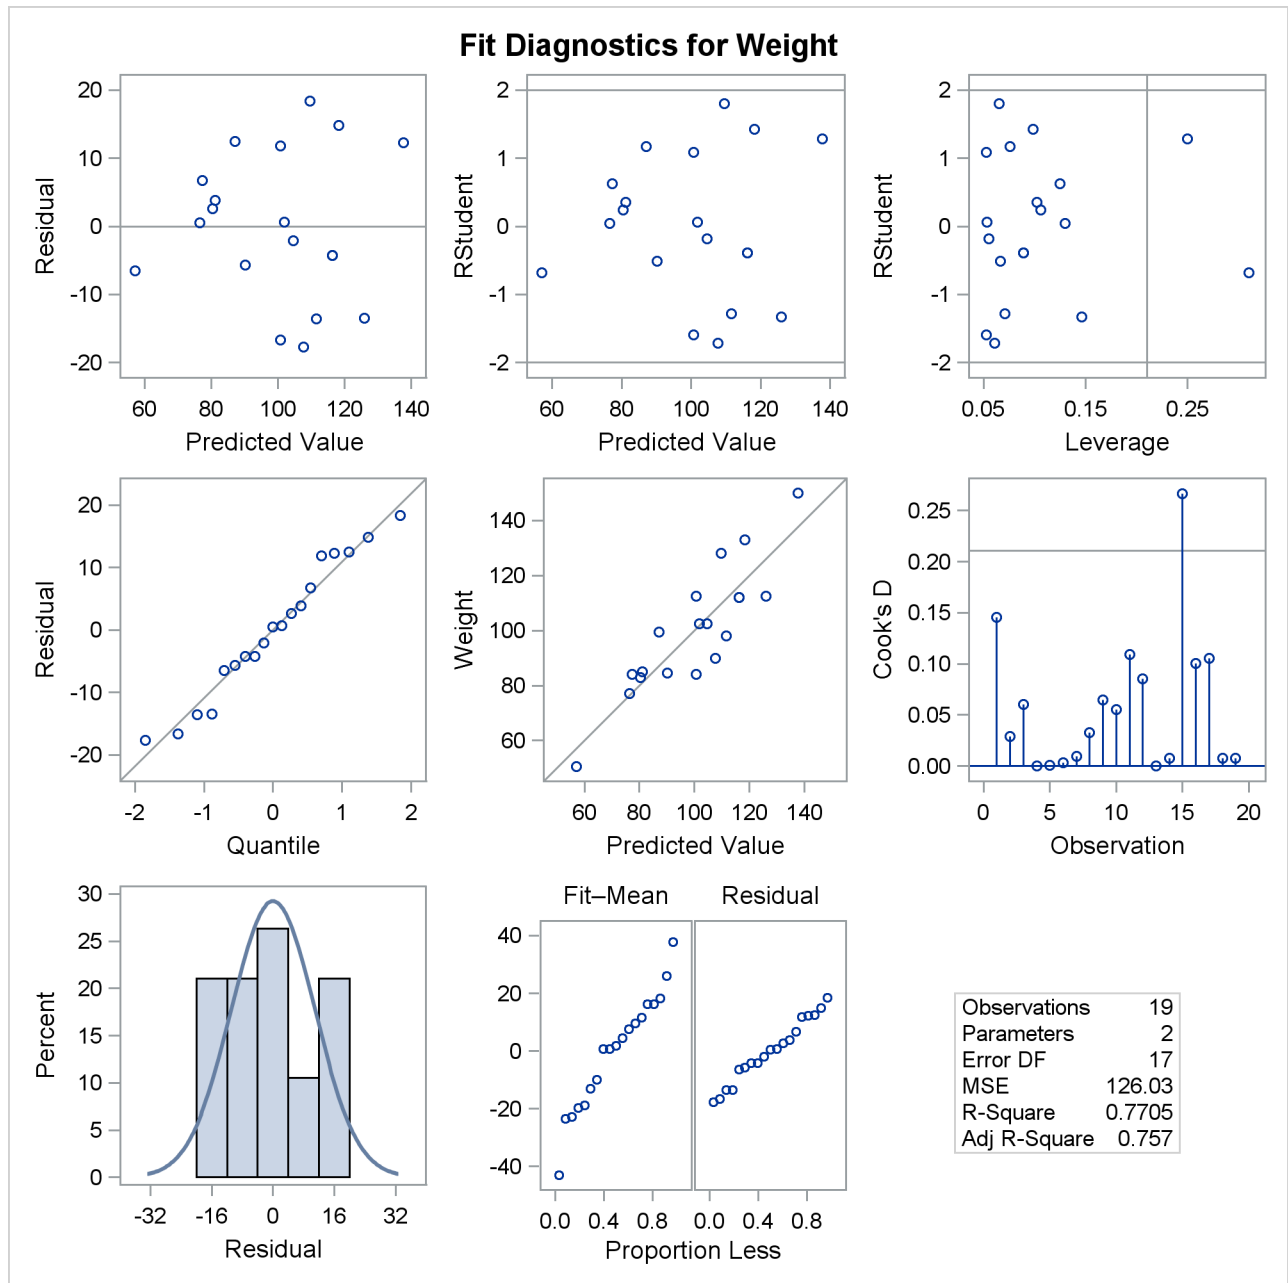 Fit Diagnostics for Weight
Residual
20
10
0
-10
-20
60 80 100 120 140
Predicted Value
RStudent
2
1
0
-1
-2
60 80 100 120 140
Predicted Value
RStudent
2
1
0
-1
-2
0.05 0.15 0.25
Leverage
Residual
20
10
0
-10
-20
-2 -1 0 1 2
Quantile
Weight
140
120
100
80
60
60 80 100 120 140
Predicted Value
Cook's D
0.25
0.20
0.15
0.10
0.05
0.00
0 5 10 15 20
Observation
Percent
30
25
20
15
10
5
0
-32 -16 0 16 32
Residual
Fit–Mean Residual
40
20
0
-20
-40
0.0 0.4 0.8 0.0 0.4 0.8
Proportion Less
Observations 19
Parameters 2
Error DF 17
MSE 126.03
R-Square 0.7705
Adj R-Square 0.757